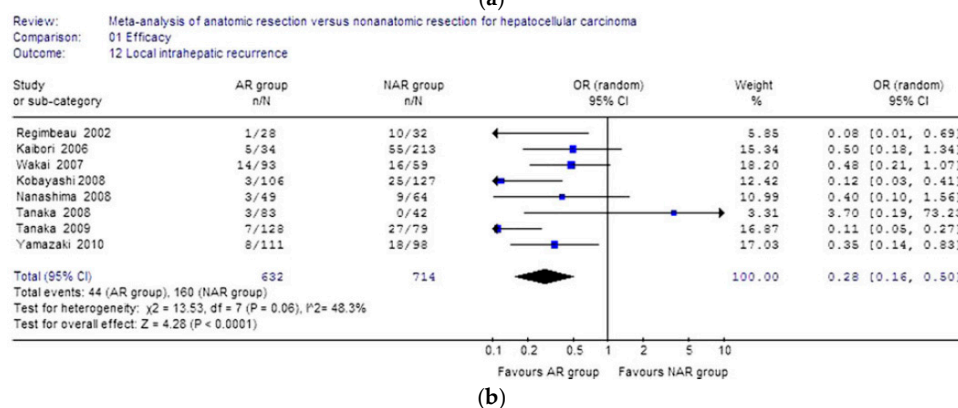 (a)
Review: Meta-analysis of anatomic resection versus nonanatomic resection for hepatocellular carcinoma
Comparison: 01 Efficacy
Outcome: 12 Local intrahepatic recurrence
Study AR group NAR group OR (random) Weight OR (random)
or sub-category n/N n/N 95% CI % 95% CI
Regimbeau 2002 1/28 10/32 5.85 0.08 [0.01, 0.69]
Kaibori 2006 5/34 55/213 15.34 0.50 [0.18, 1.34]
Wakai 2007 14/93 16/59 18.20 0.48 [0.21, 1.07]
Kobayashi 2008 3/106 25/127 12.42 0.12 [0.03, 0.41]
Nanashima 2008 3/49 9/64 10.99 0.40 [0.10, 1.56]
Tanaka 2008 3/83 0/42 3.31 3.70 [0.19, 73.23]
Tanaka 2009 7/128 27/79 16.87 0.11 [0.05, 0.27]
Yamazaki 2010 8/111 18/98 17.03 0.35 [0.14, 0.83]
Total (95% CI) 632 714 100.00 0.28 [0.16, 0.50]
Total events: 44 (AR group), 160 (NAR group)
Test for heterogeneity: χ2 = 13.53, df = 7 (P = 0.06), I^2= 48.3%
Test for overall effect: Z = 4.28 (P < 0.0001)
0.1 0.2 0.5 1 2 5 10
Favours AR group Favours NAR group
(b)